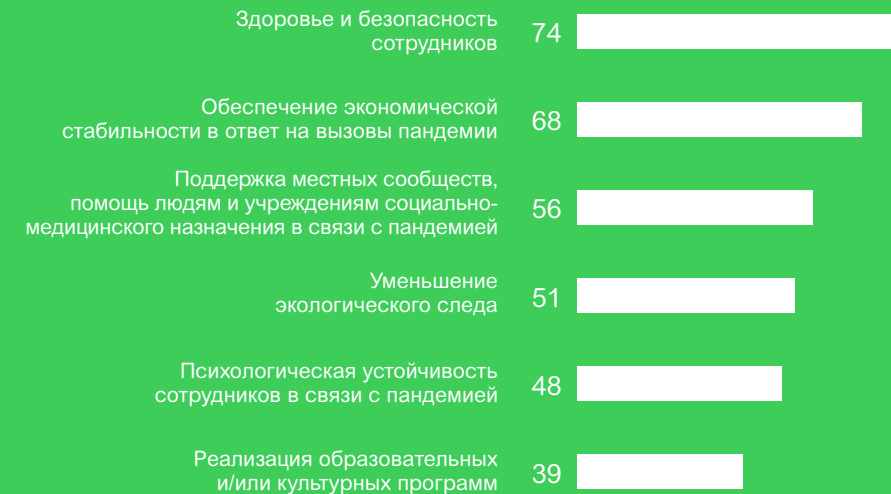 Здоровье и безопасность
сотрудников 74
Обеспечение экономической
стабильности в ответ на вызовы пандемии 68
Поддержка местных сообществ,
помощь людям и учреждениям социально-
медицинского назначения в связи с пандемией 56
Уменьшение
экологического следа 51
Психологическая устойчивость
сотрудников в связи с пандемией 48
Реализация образовательных
и/или культурных программ 39